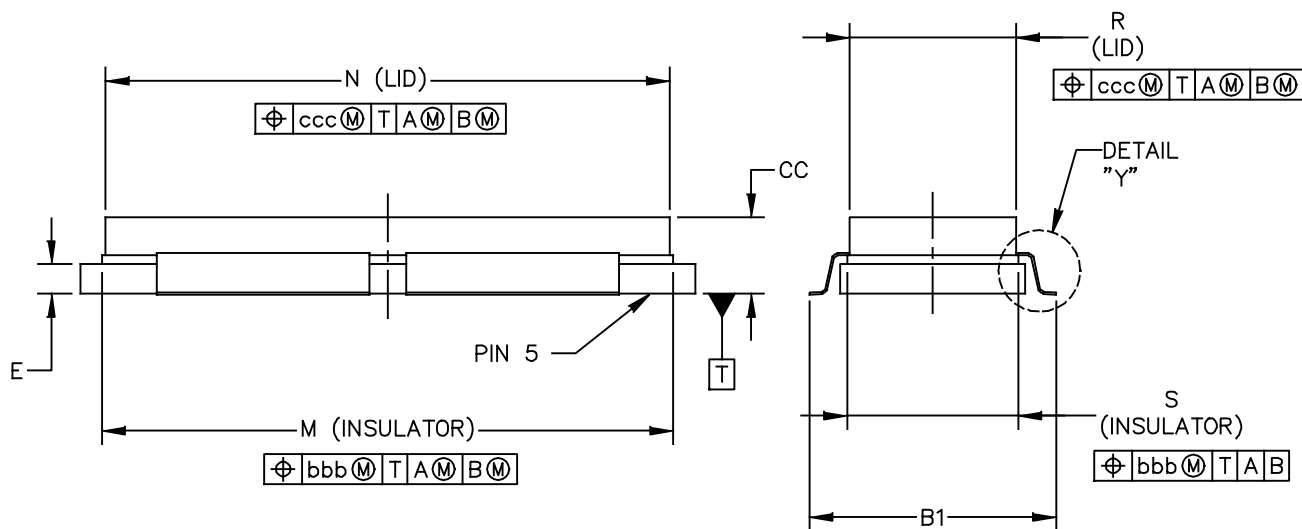 R
(LID)
⌖ ccc Ⓜ T A Ⓜ B Ⓜ
N (LID)
⌖ ccc Ⓜ T A Ⓜ B Ⓜ
DETAIL
"Y"
CC
E
PIN 5
T
M (INSULATOR)
⌖ bbb Ⓜ T A Ⓜ B Ⓜ
S
(INSULATOR)
⌖ bbb Ⓜ T A B
B1